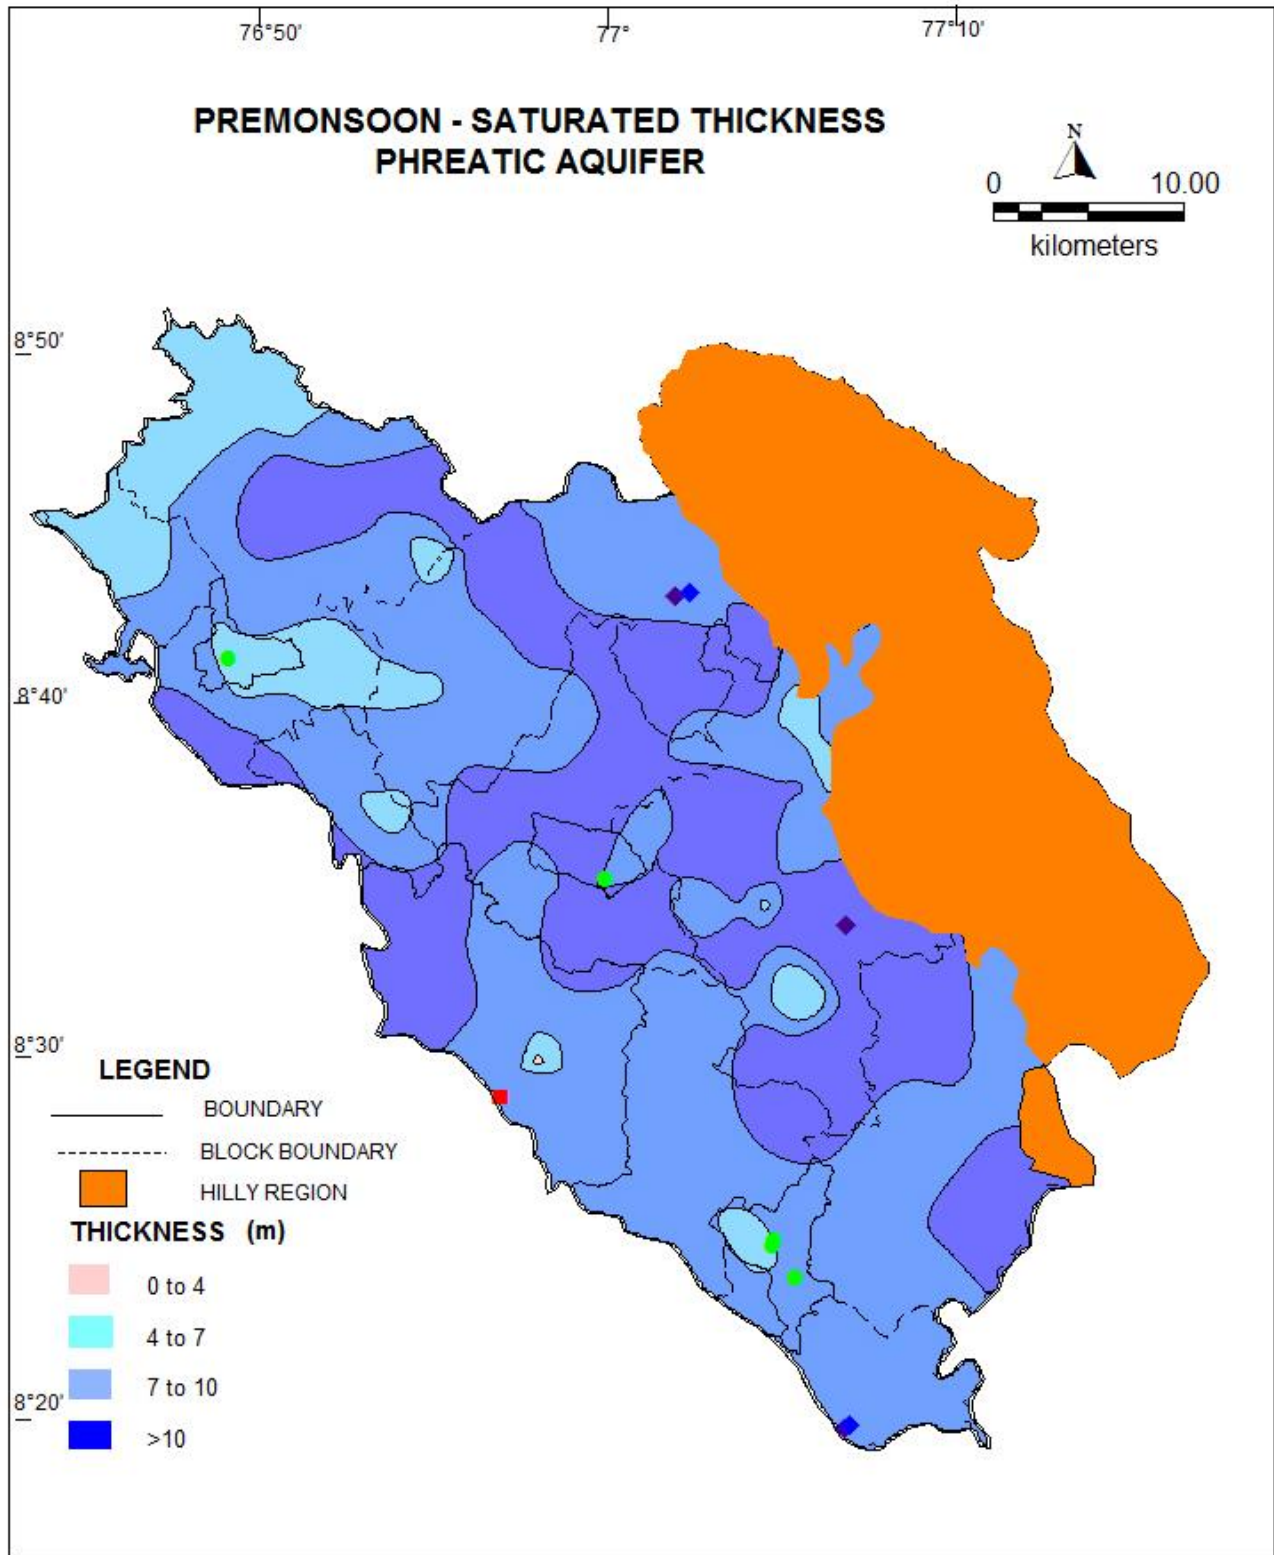 76°50' 77° 77°10'
PREMONSOON - SATURATED THICKNESS
PHREATIC AQUIFER
N
0 10.00
kilometers
8°50'
8°40'
8°30'
LEGEND
BOUNDARY
BLOCK BOUNDARY
HILLY REGION
THICKNESS (m)
0 to 4
4 to 7
7 to 10
8°20'
>10